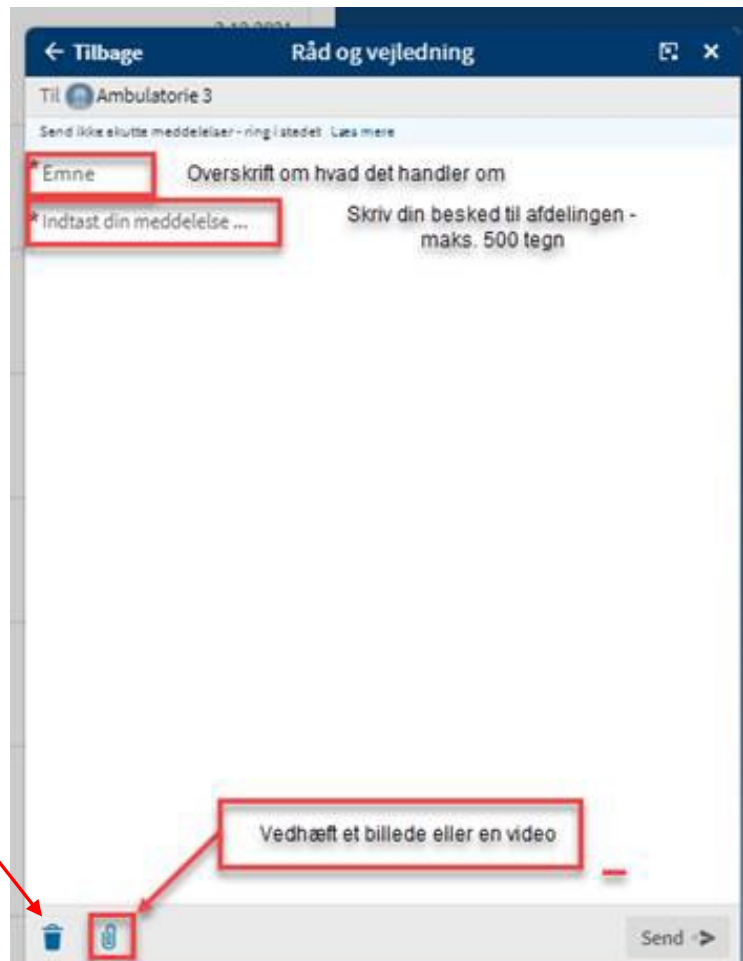 ← Tilbage Råd og vejledning
Til Ambulatorie 3
Send ikke akutte meddelelser - ring i stedet Læs mere
* Emne Overskrift om hvad det handler om
* Indtast din meddelelse ... Skriv din besked til afdelingen -
maks. 500 tegn
Vedhæft et billede eller en video
Send